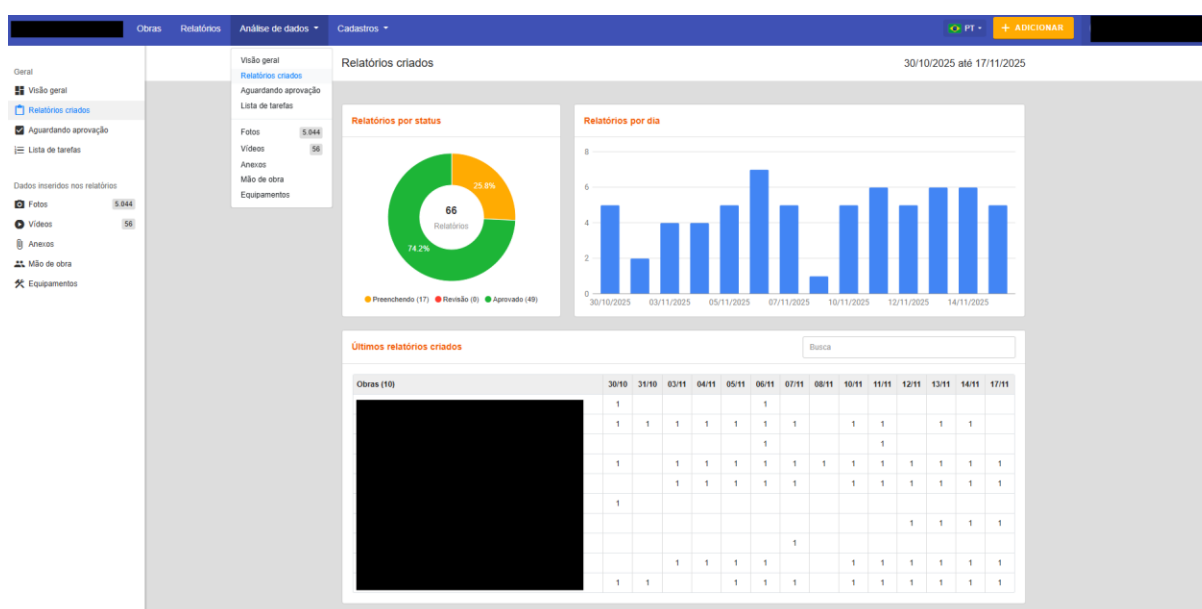 Obras Relatórios Análise de dados Cadastros PT + ADICIONAR
Geral
Visão geral
Relatórios criados
Aguardando aprovação
Lista de tarefas
Dados inseridos nos relatórios
Fotos 5.044
Vídeos 56
Anexos
Mão de obra
Equipamentos
Visão geral
Relatórios criados
Aguardando aprovação
Lista de tarefas
Fotos 5.044
Vídeos 56
Anexos
Mão de obra
Equipamentos
Relatórios criados 30/10/2025 até 17/11/2025
Relatórios por status
25.8%
66
Relatórios
74.2%
Preenchendo (17) Revisão (0) Aprovado (49)
Relatórios por dia
8
6
4
2
0
30/10/2025 03/11/2025 05/11/2025 07/11/2025 10/11/2025 12/11/2025 14/11/2025
Últimos relatórios criados Busca
Obras (10) 30/10 31/10 03/11 04/11 05/11 06/11 07/11 08/11 10/11 11/11 12/11 13/11 14/11 17/11
1 1
1 1 1 1 1 1 1 1 1 1 1
1 1
1 1 1 1 1 1 1 1 1 1 1 1 1
1 1 1 1 1 1 1 1 1 1 1
1
1 1 1 1
1
1 1 1 1 1 1 1 1 1 1
1 1 1 1 1 1 1 1 1 1 1